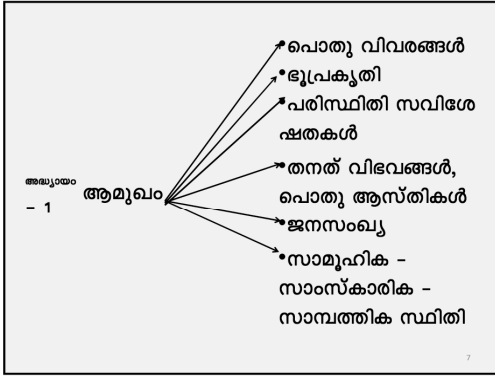 •പൊതു വിവരങ്ങൾ
•ഭൂപ്രകൃതി
•പരിസ്ഥിതി സവിശേ
ഷതകൾ
അദ്ധ്യായം
– 1
ആമുഖം
•തനത് വിഭവങ്ങൾ,
പൊതു ആസ്തികൾ
•ജനസംഖ്യ
•സാമൂഹിക –
സാംസ്കാരിക –
സാമ്പത്തിക സ്ഥിതി
7